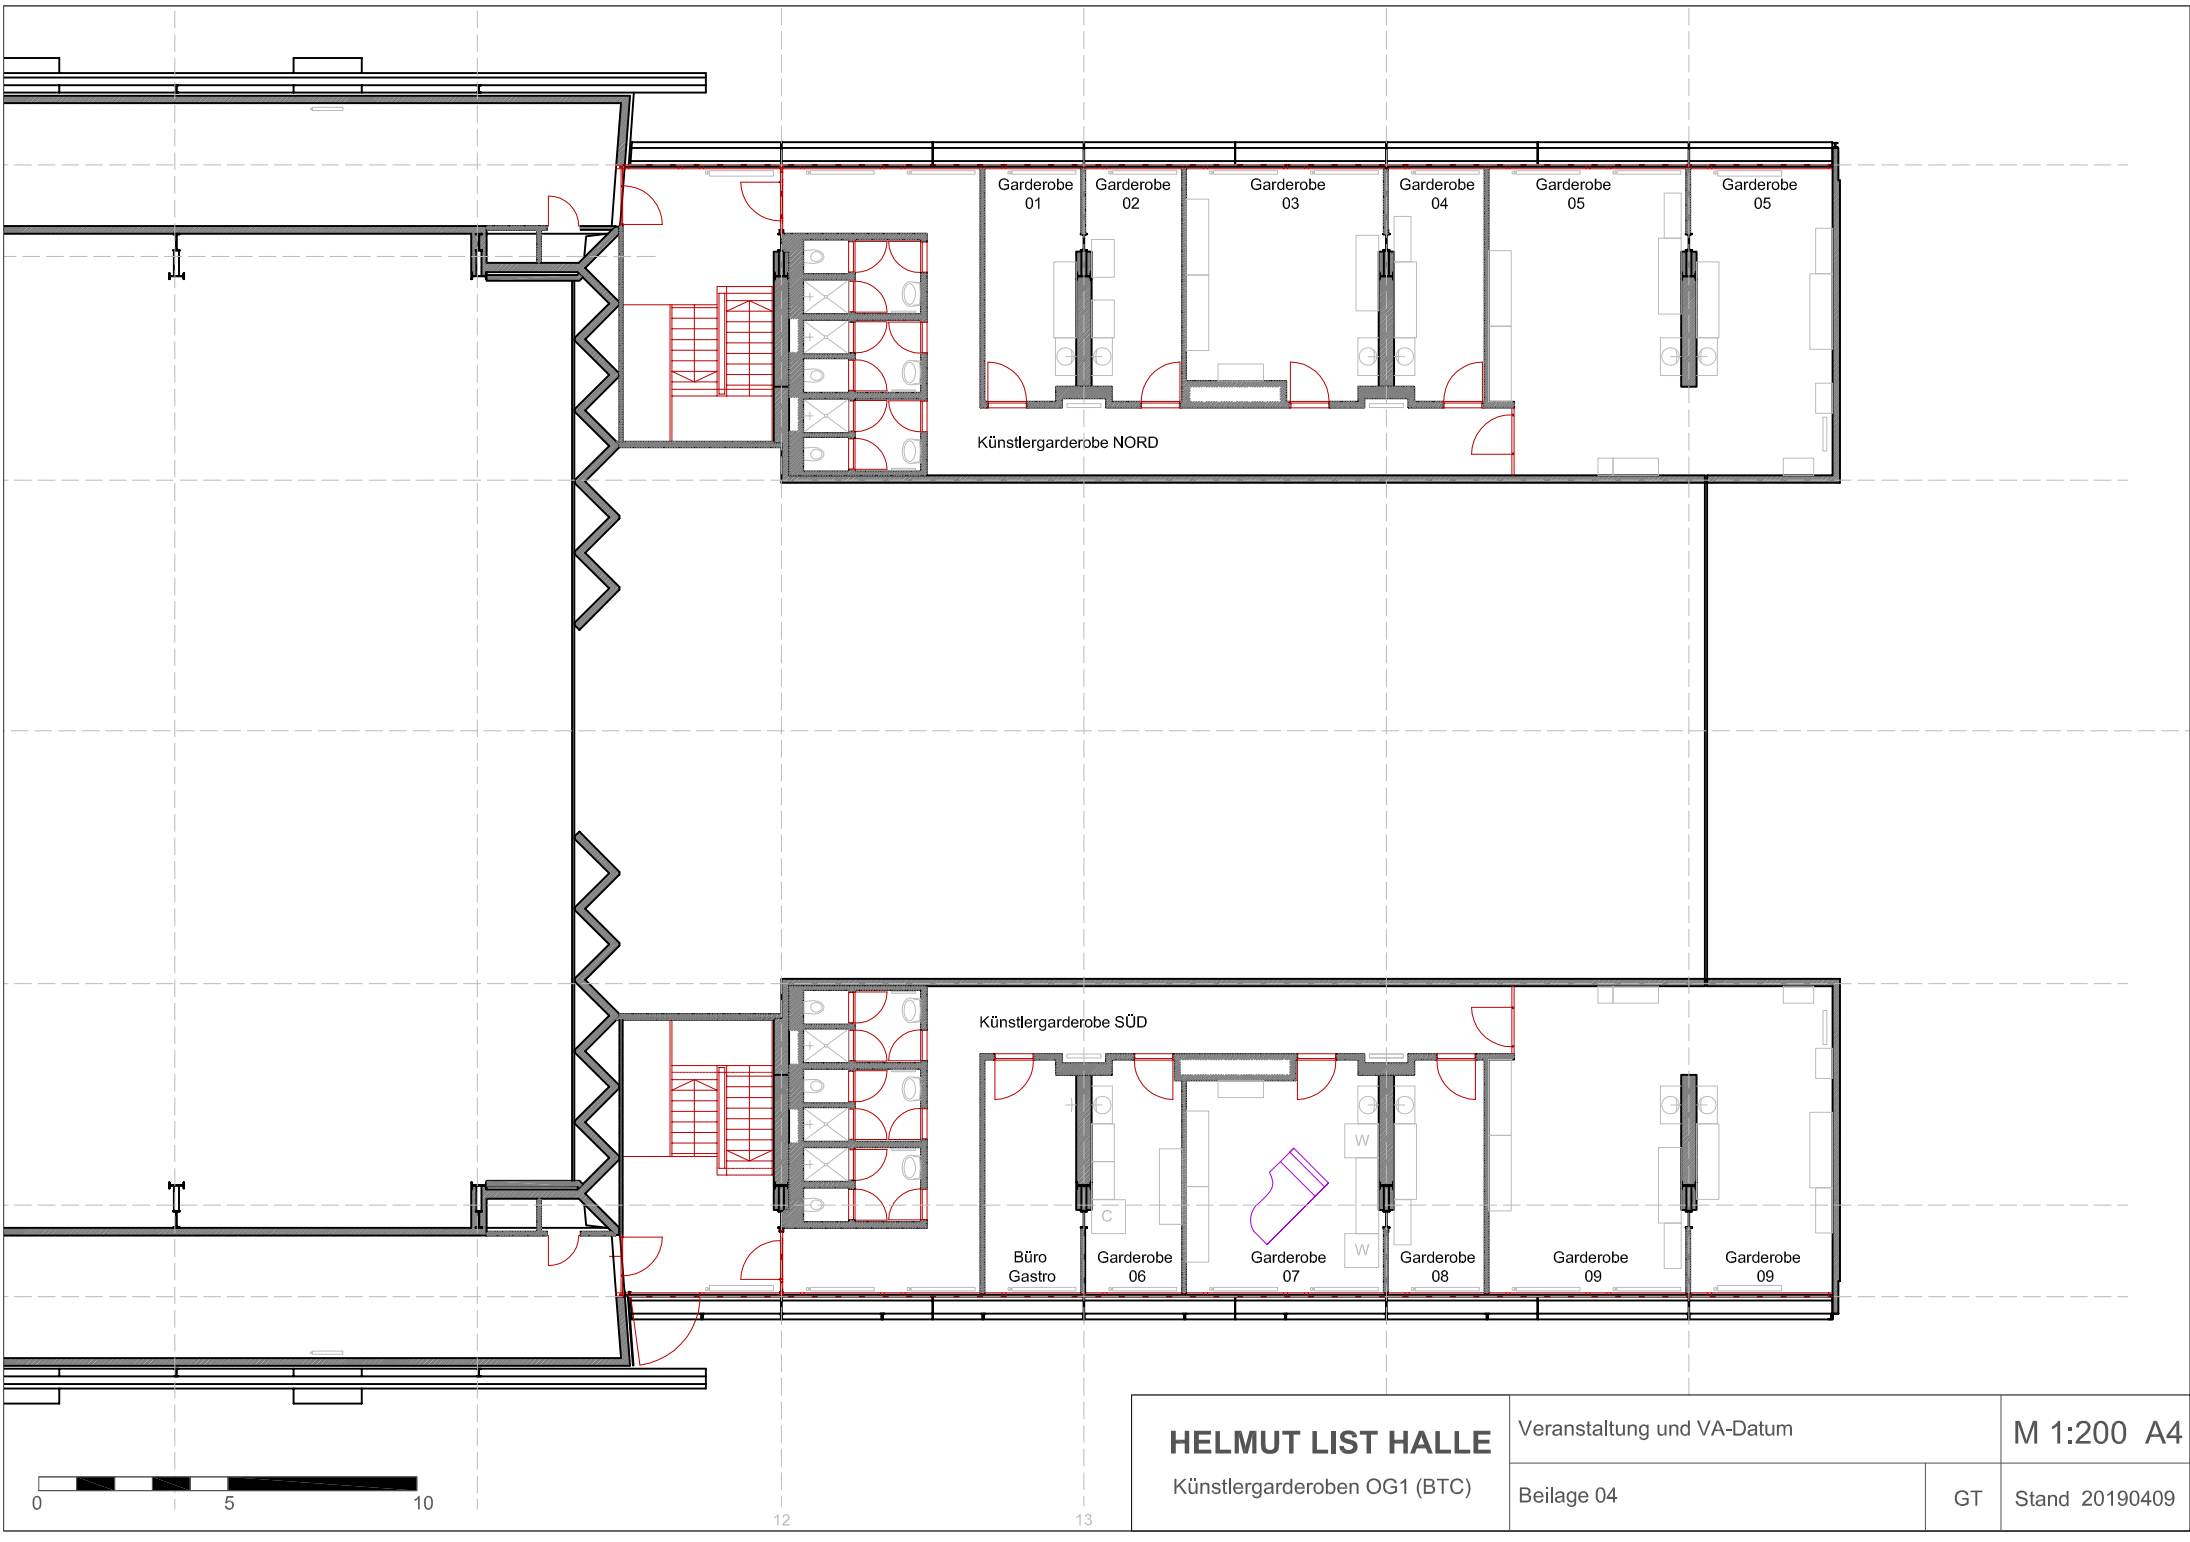 Garderobe
01
Garderobe
02
Garderobe
03
Garderobe
04
Garderobe
05
Garderobe
05
Künstlergarderobe NORD
Künstlergarderobe SÜD
W
C
W
Büro
Gastro
Garderobe
06
Garderobe
07
Garderobe
08
Garderobe
09
Garderobe
09
HELMUT LIST HALLE
Künstlergarderoben OG1 (BTC)
Veranstaltung und VA-Datum
M 1:200 A4
Beilage 04
GT
Stand 20190409
0
5
10
12
13